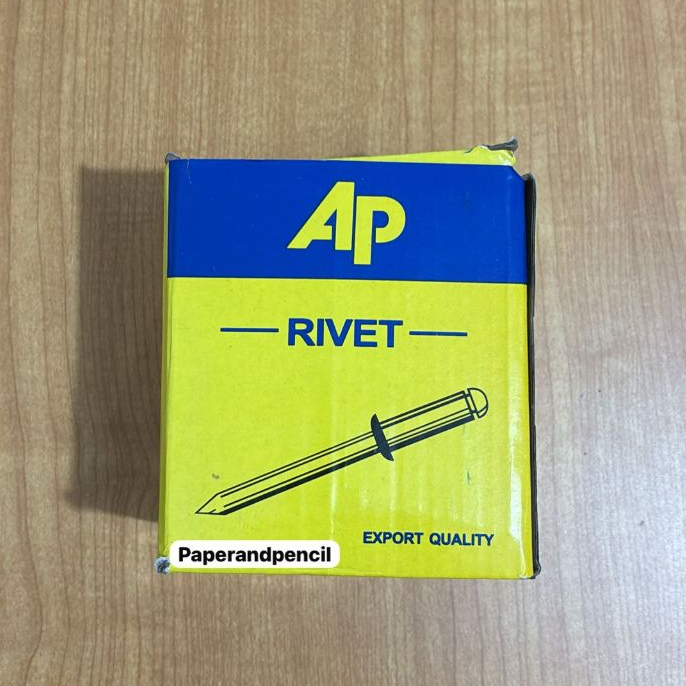 AP
RIVET
EXPORT QUALITY
Paperandpencil